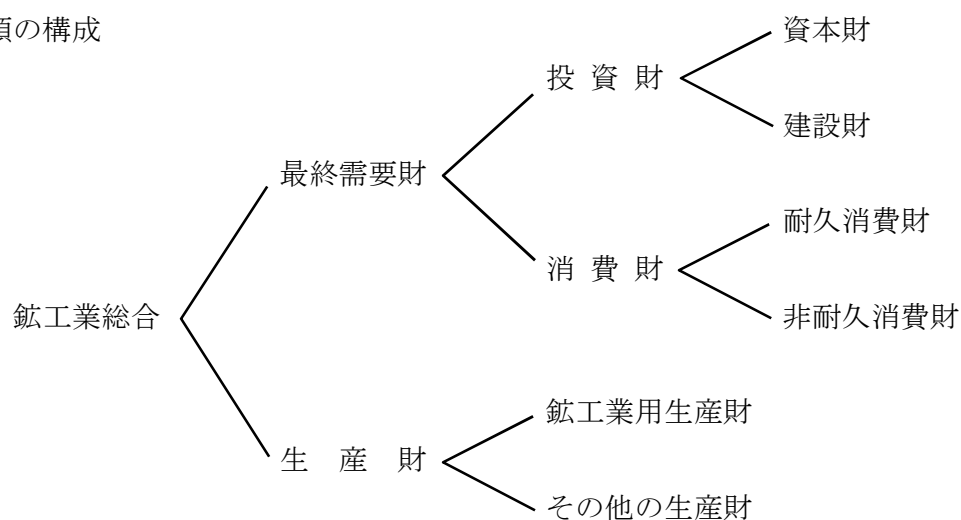 の構成
資本財
投 資 財
建設財
最終需要財
耐久消費財
消 費 財
鉱工業総合
非耐久消費財
鉱工業用生産財
生 産 財
その他の生産財